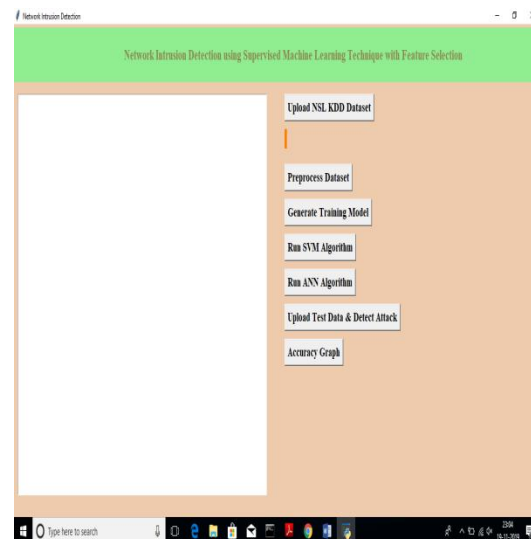 Network Intrusion Detection
Network Intrusion Detection using Supervised Machine Learning Technique with Feature Selection
Upload NSL KDD Dataset
Preprocess Dataset
Generate Training Model
Run SVM Algorithm
Run ANN Algorithm
Upload Test Data & Detect Attack
Accuracy Graph
Type here to search
23:04